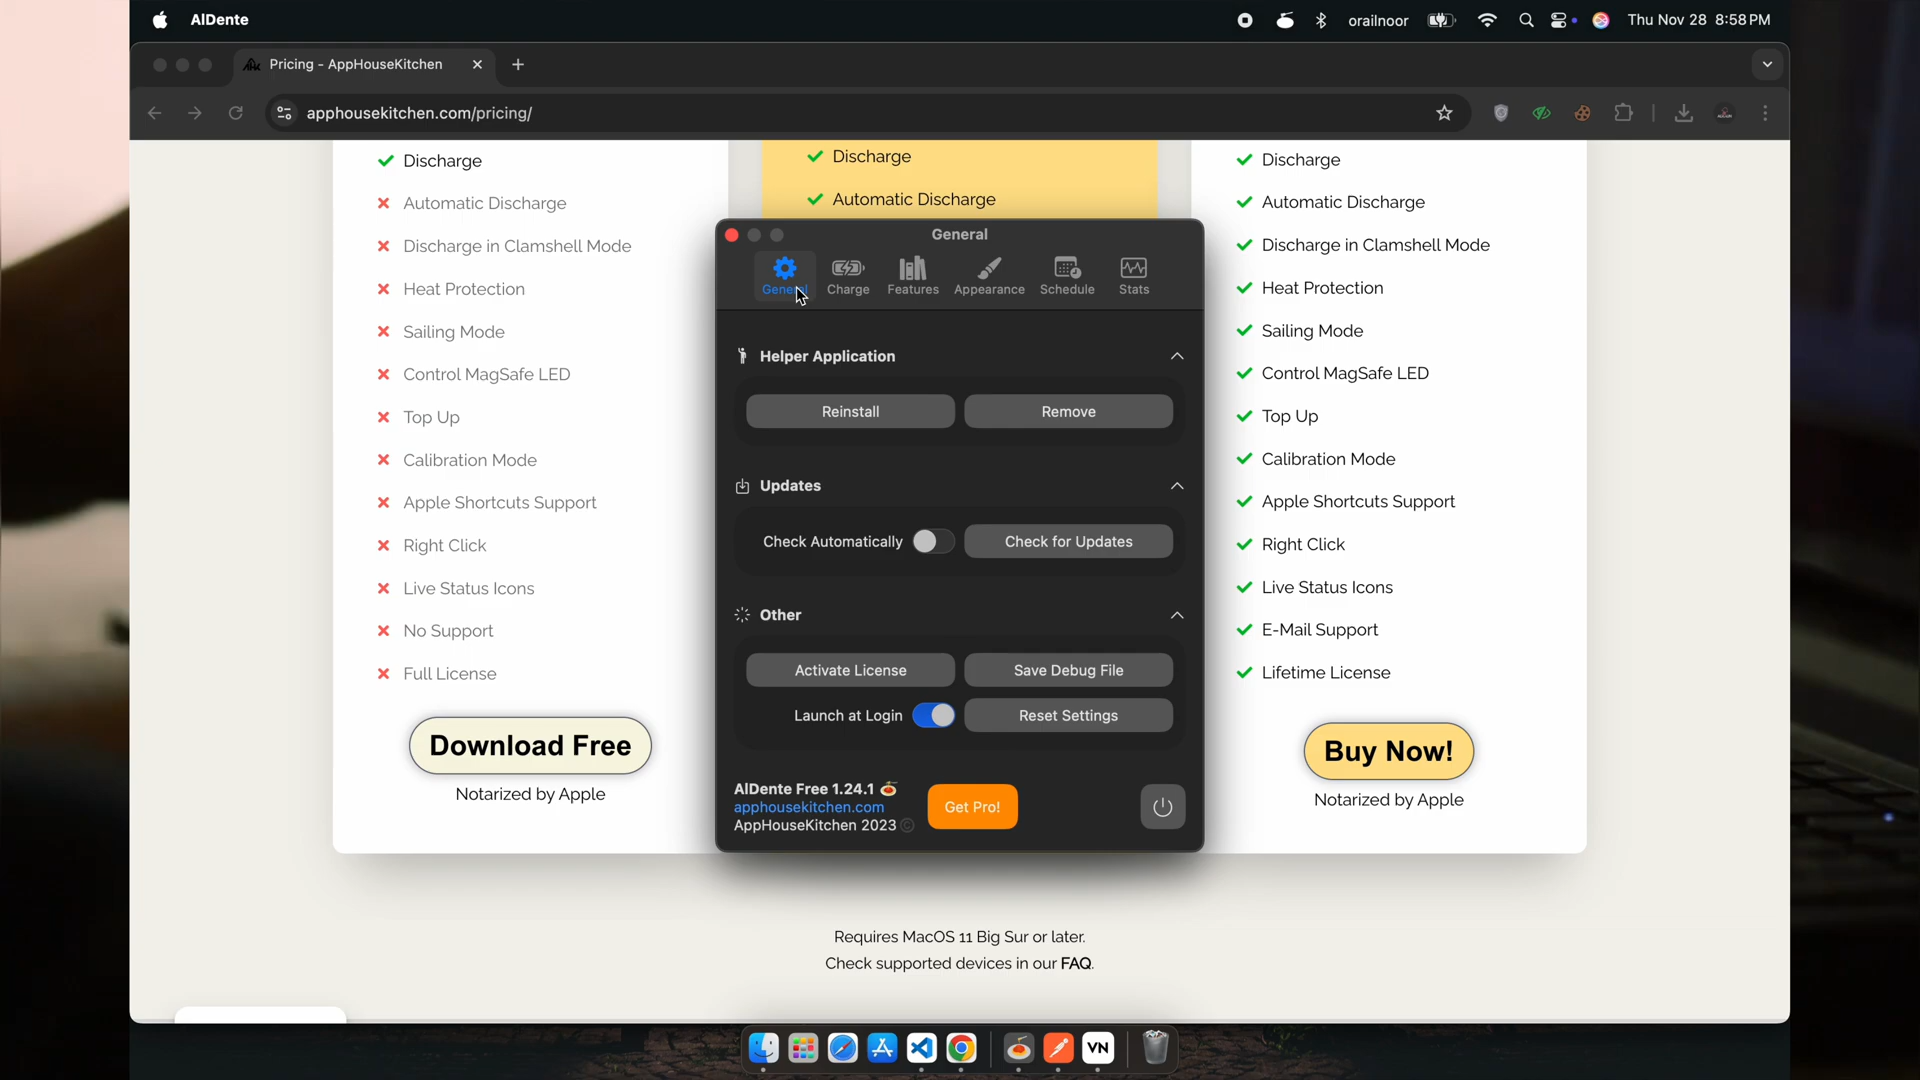 AlDente
orailnoor
Thu Nov 28 8:58 PM
Pricing - AppHouseKitchen
apphousekitchen.com/pricing/
Discharge
Automatic Discharge
Discharge in Clamshell Mode
Heat Protection
Sailing Mode
Control MagSafe LED
Top Up
Calibration Mode
Apple Shortcuts Support
Right Click
Live Status Icons
No Support
Full License
Download Free
Notarized by Apple
Discharge
Automatic Discharge
General
General
Charge
Features
Appearance
Schedule
Stats
Helper Application
Reinstall
Remove
Updates
Check Automatically
Check for Updates
Other
Activate License
Save Debug File
Launch at Login
Reset Settings
AlDente Free 1.24.1
apphousekitchen.com
AppHouseKitchen 2023 ©
Get Pro!
Discharge
Automatic Discharge
Discharge in Clamshell Mode
Heat Protection
Sailing Mode
Control MagSafe LED
Top Up
Calibration Mode
Apple Shortcuts Support
Right Click
Live Status Icons
E-Mail Support
Lifetime License
Buy Now!
Notarized by Apple
Requires MacOS 11 Big Sur or later.
Check supported devices in our FAQ.
VN